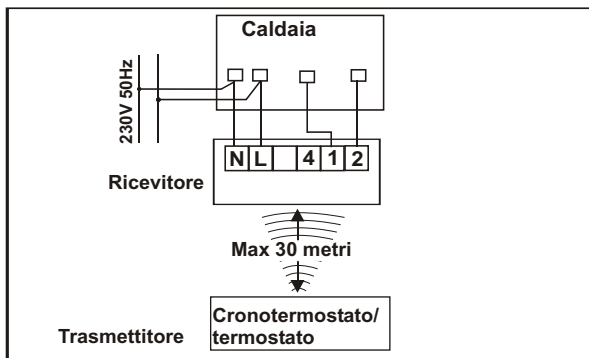 Caldaia
230V 50Hz
N L 4 1 2
Ricevitore
Max 30 metri
Cronotermostato/
termostato
Trasmettitore